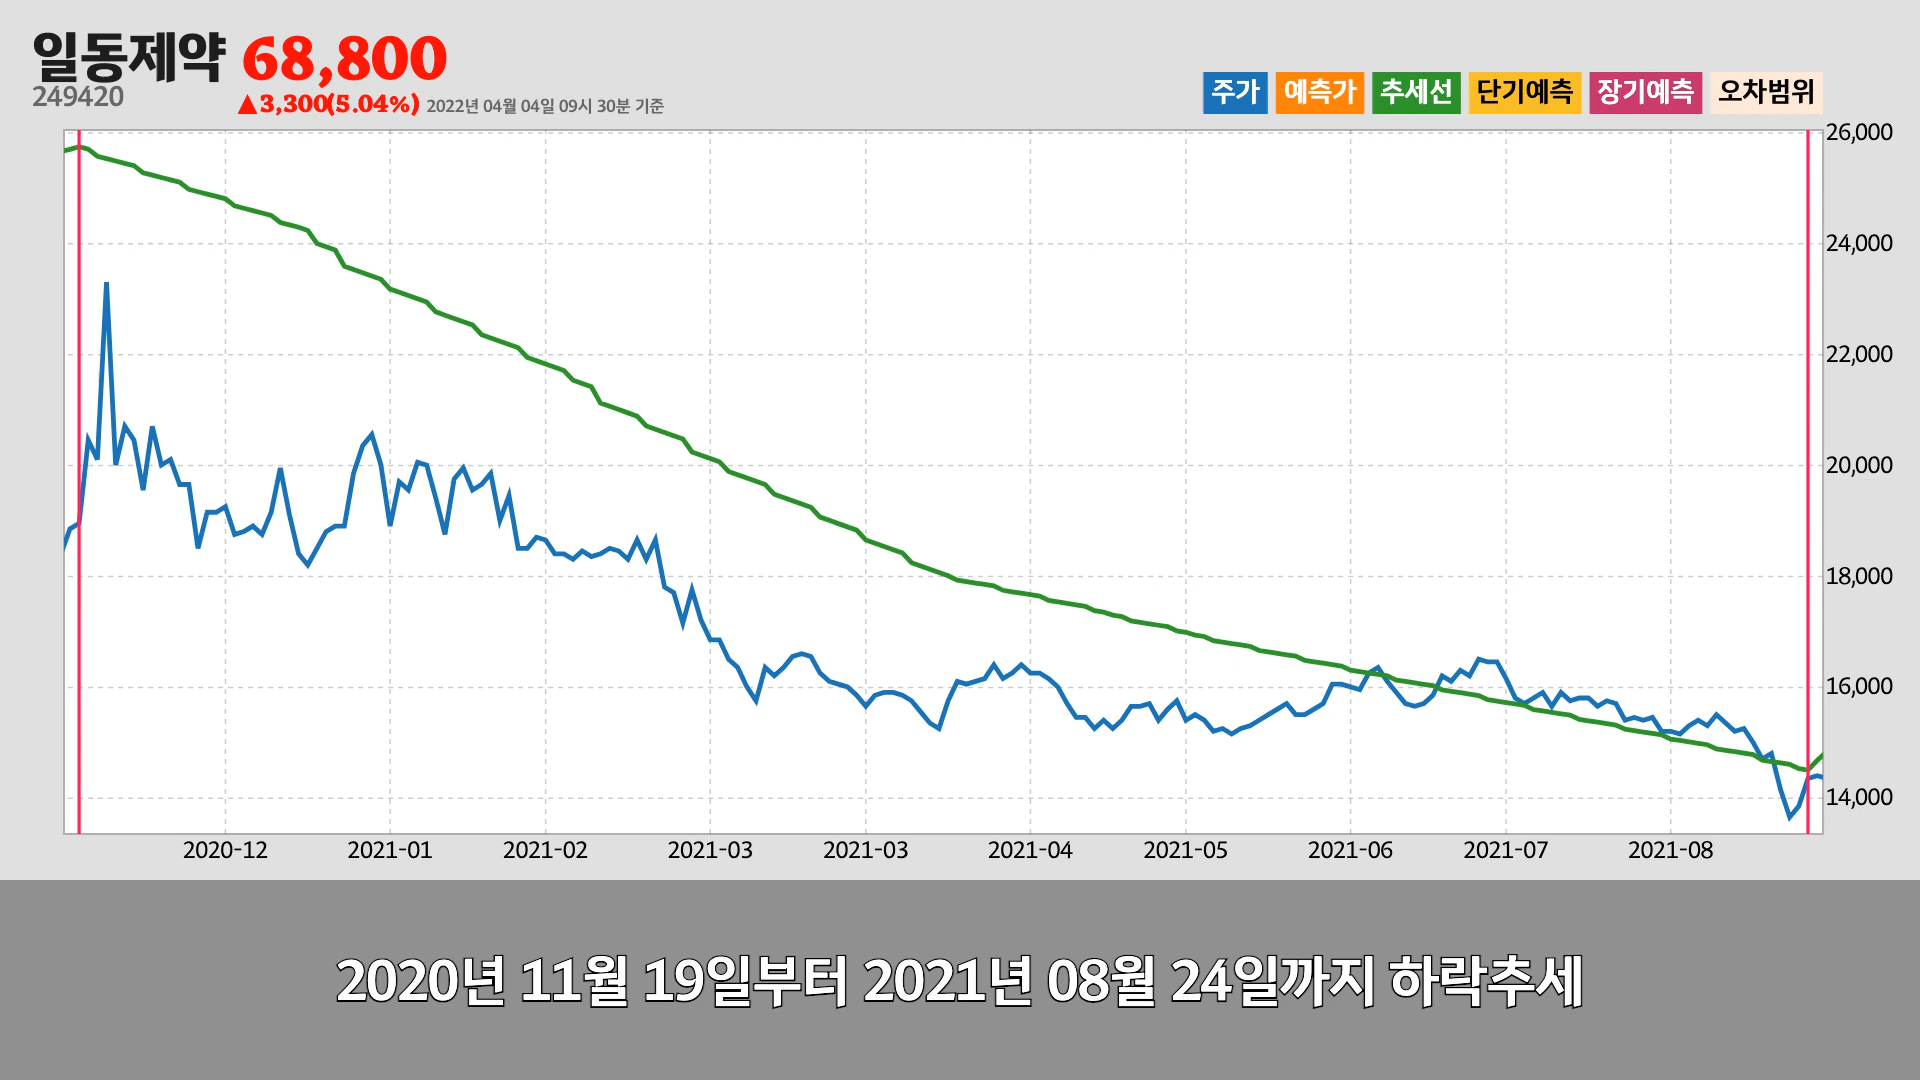 일동제약 68,800
249420
▲3,300(5.04%) 2022년 04월 04일 09시 30분 기준
주가 예측가 추세선 단기예측 장기예측 오차범위
26,000
24,000
22,000
20,000
18,000
16,000
14,000
2020-12 2021-01 2021-02 2021-03 2021-03 2021-04 2021-05 2021-06 2021-07 2021-08
2020년 11월 19일부터 2021년 08월 24일까지 하락추세